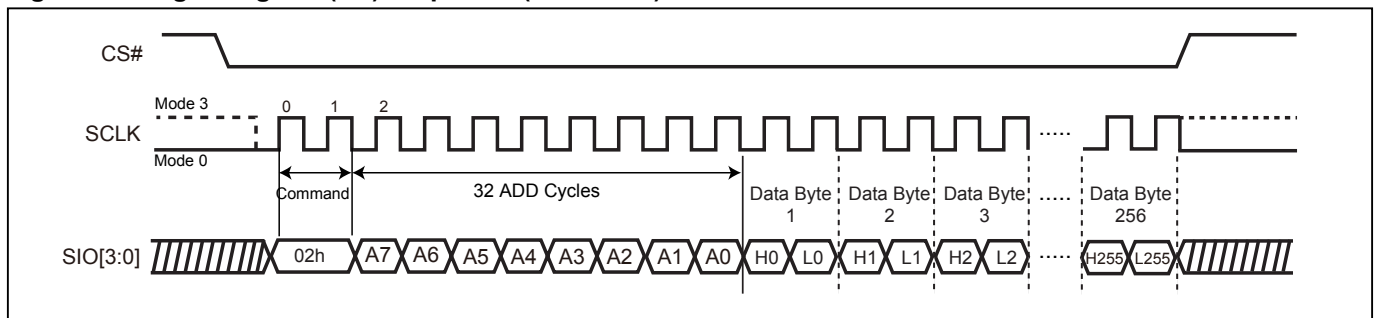 CS#
Mode 3
0 1 2
SCLK
.....
Mode 0
Command
32 ADD Cycles
Data Byte 1
Data Byte 2
Data Byte 3
.....
Data Byte 256
SIO[3:0]
02h
A7 A6 A5 A4 A3 A2 A1 A0 H0 L0 H1 L1 H2 L2 ..... H255 L255